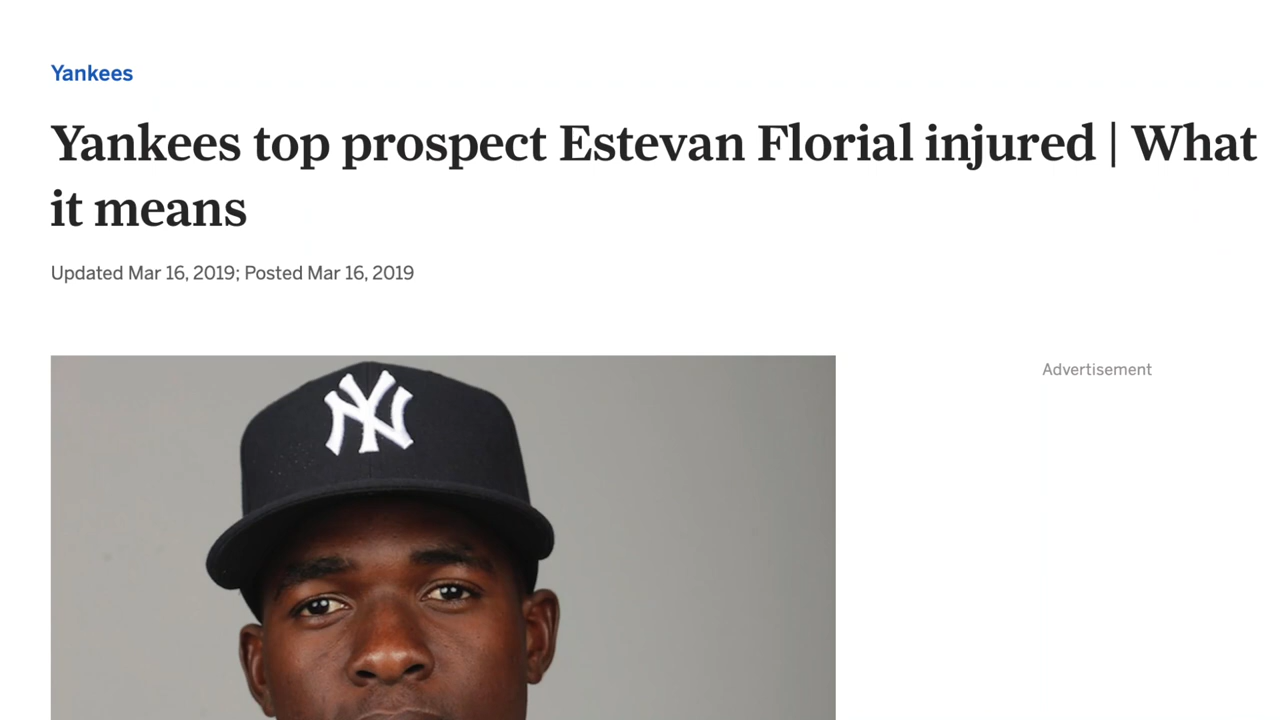 Yankees
Yankees top prospect Estevan Florial injured | What
it means
Updated Mar 16, 2019; Posted Mar 16, 2019
Advertisement
NY